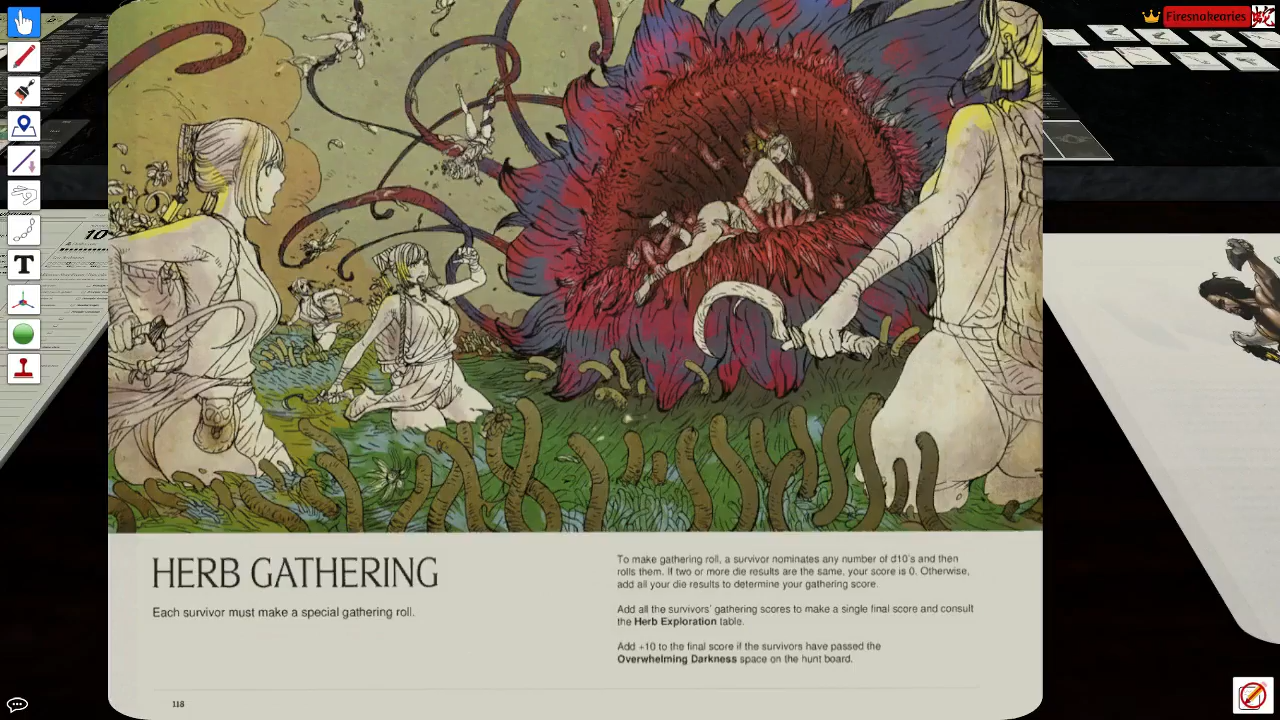 Firesnakearies
10
T
HERB GATHERING
Each survivor must make a special gathering roll.
To make gathering roll, a survivor nominates any number of d10's and then
rolls them. If two or more die results are the same, your score is 0. Otherwise,
add all your die results to determine your gathering score.
Add all the survivors' gathering scores to make a single final score and consult
the Herb Exploration table.
Add +10 to the final score if the survivors have passed the
Overwhelming Darkness space on the hunt board.
118